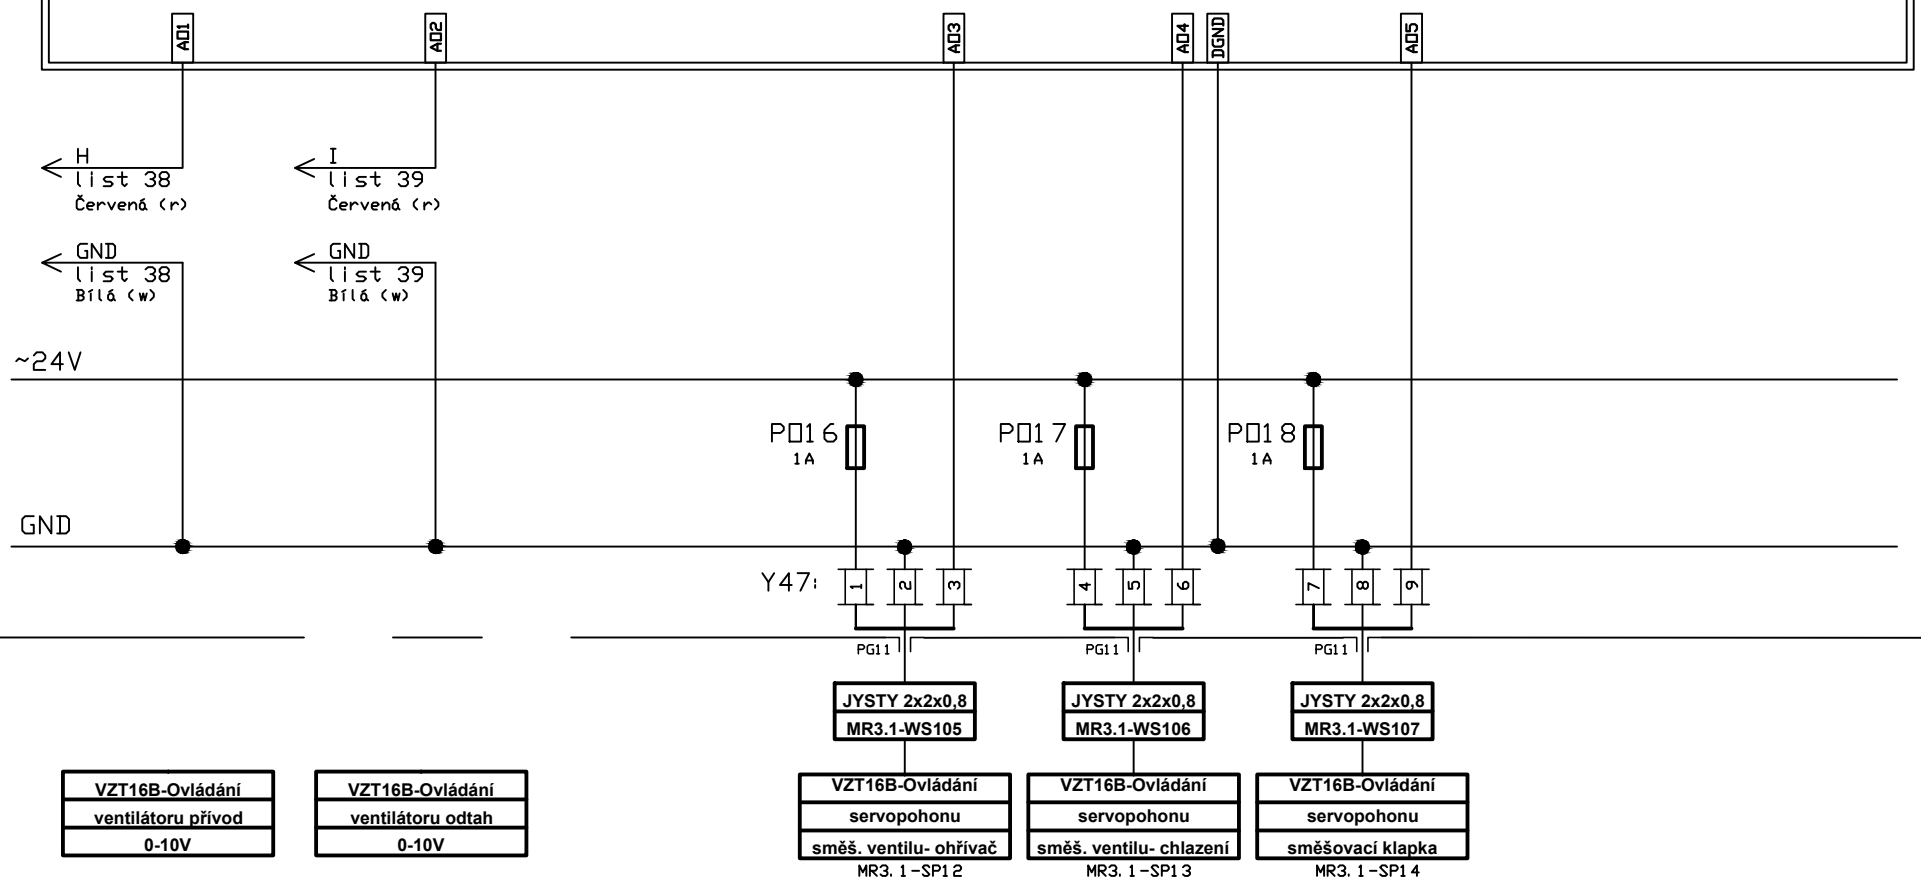 AO1
AO2
AO3
AO4
DGND
AO5
H
list 38
Červená (r)
I
list 39
Červená (r)
GND
list 38
Bílá (w)
GND
list 39
Bílá (w)
~24V
PO16
1A
PO17
1A
PO18
1A
GND
Y47:
1
2
3
4
5
6
7
8
9
PG11
PG11
PG11
JYSTY 2x2x0,8
MR3.1-WS105
JYSTY 2x2x0,8
MR3.1-WS106
JYSTY 2x2x0,8
MR3.1-WS107
VZT16B-Ovládání
ventilátoru přívod
0-10V
VZT16B-Ovládání
ventilátoru odtah
0-10V
VZT16B-Ovládání
servopohonu
směš. ventilu- ohřívač
MR3.1-SP12
VZT16B-Ovládání
servopohonu
směš. ventilu- chlazení
MR3.1-SP13
VZT16B-Ovládání
servopohonu
směšovací klapka
MR3.1-SP14